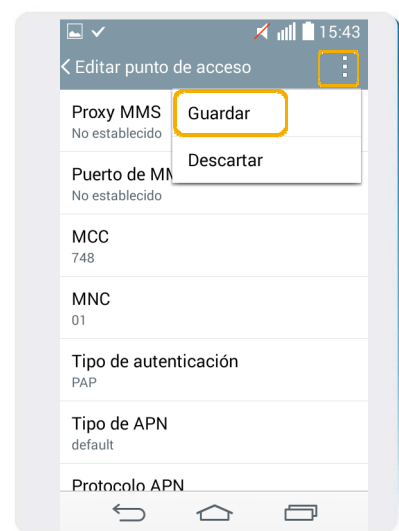 15:43
Editar punto de acceso
Proxy MMS
Guardar
No establecido
Descartar
Puerto de MM
No establecido
MCC
748
MNC
01
Tipo de autenticación
PAP
Tipo de APN
default
Protocolo APN